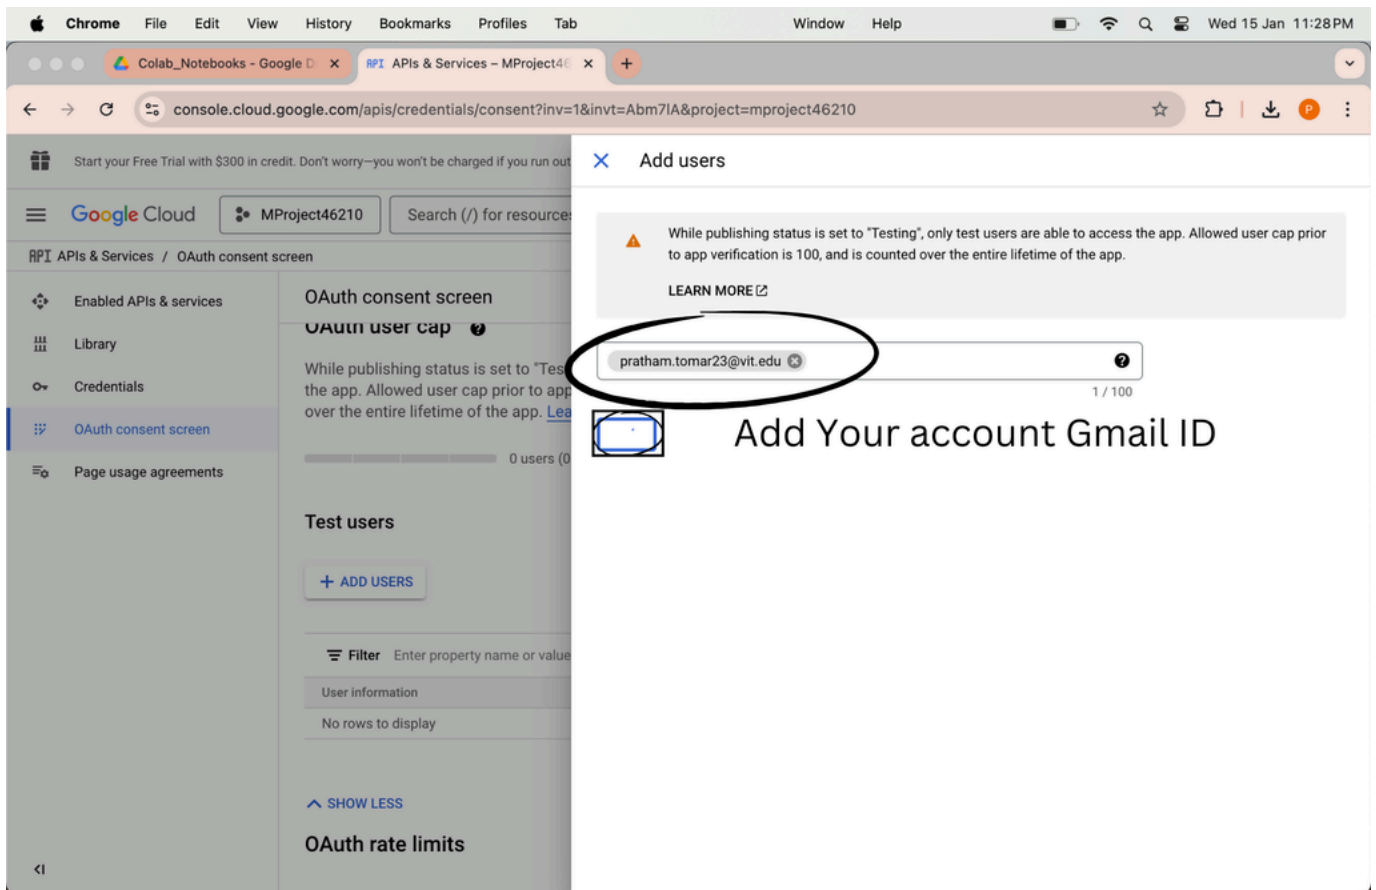 Chrome File Edit View History Bookmarks Profiles Tab Window Help Wed 15 Jan 11:28 PM
Colab_Notebooks - Google D
API APIs & Services – MProject46
console.cloud.google.com/apis/credentials/consent?inv=1&invt=Abm7lA&project=mproject46210
P
Start your Free Trial with $300 in credit. Don't worry—you won't be charged if you run out
Google Cloud
MProject46210
Search (/) for resources
API APIs & Services / OAuth consent screen
Enabled APIs & services
Library
Credentials
OAuth consent screen
Page usage agreements
OAuth consent screen
OAuth user cap
While publishing status is set to "Tes
the app. Allowed user cap prior to app
over the entire lifetime of the app. Lea
0 users (0
Test users
+ ADD USERS
Filter Enter property name or value
User information
No rows to display
SHOW LESS
OAuth rate limits
Add users
While publishing status is set to "Testing", only test users are able to access the app. Allowed user cap prior
to app verification is 100, and is counted over the entire lifetime of the app.
LEARN MORE
pratham.tomar23@vit.edu
1 / 100
Add Your account Gmail ID